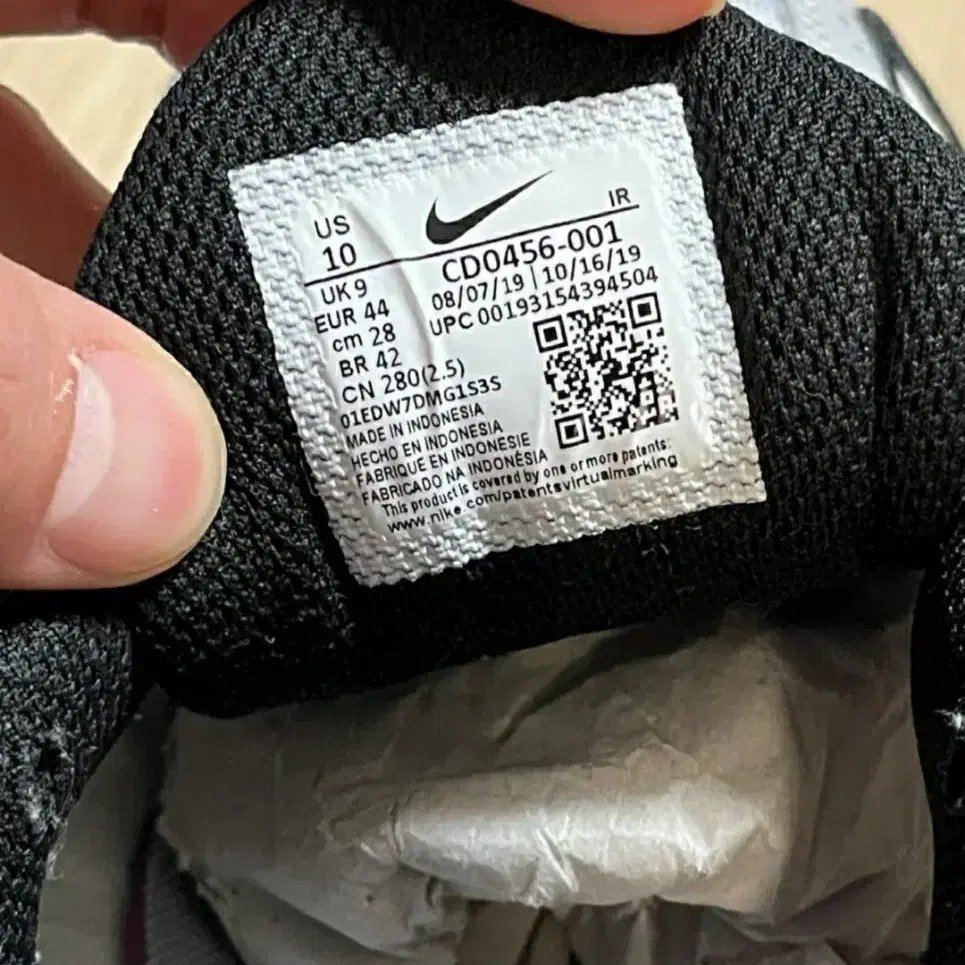 US
10
IR
UK 9
EUR 44
cm 28
BR 42
CN 280(2.5)
CD0456-001
08/07/19 | 10/16/19
UPC 00193154394504
01EDW7DMG1S3S
MADE IN INDONESIA
HECHO EN INDONESIA
FABRIQUE EN INDONESIE
FABRICADO NA INDONÈSIA
This product is covered by one or more patents:
www.nike.com/patentsvirtualmarking